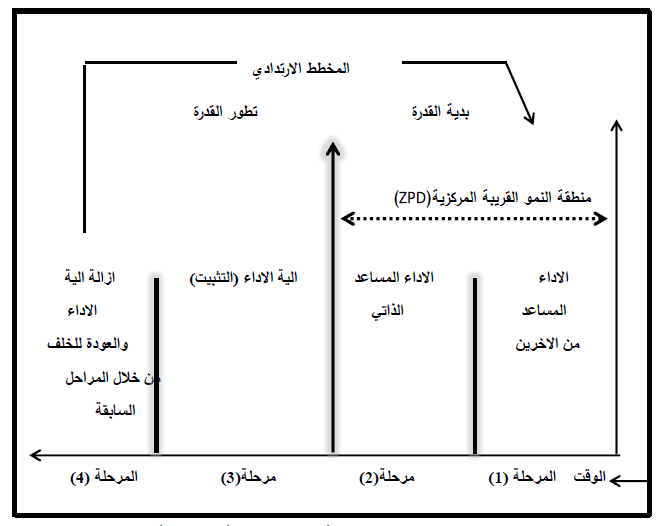 المخطط الارتدادي
بدية القدرة
تطور القدرة
منطقة النمو القريبة المركزية(ZPD)
الاداء
المساعد
من الاخرين
الاداء المساعد
الذاتي
الية الاداء (التثبيت)
ازالة الية
الاداء
والعودة للخلف
من خلال المراحل
السابقة
الوقت
المرحلة (1)
مرحلة(2)
مرحلة(3)
المرحلة (4)